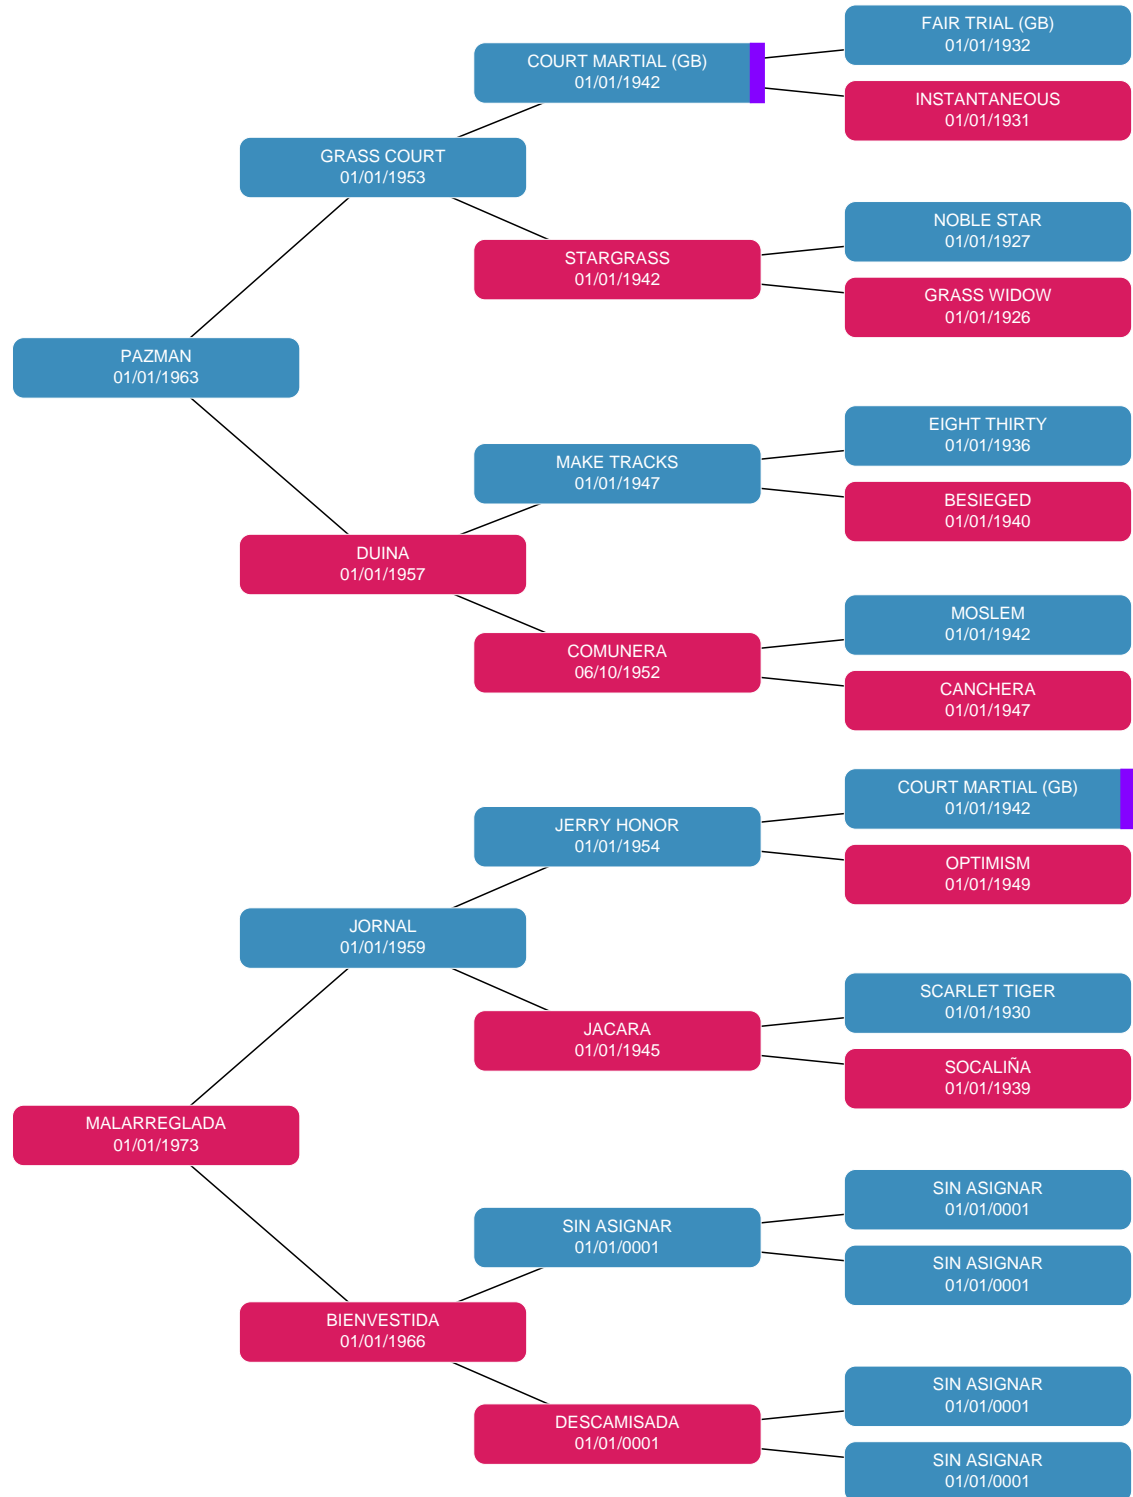 FAIR TRIAL (GB)
01/01/1932
COURT MARTIAL (GB)
01/01/1942
INSTANTANEOUS
01/01/1931
GRASS COURT
01/01/1953
NOBLE STAR
01/01/1927
STARGRASS
01/01/1942
GRASS WIDOW
01/01/1926
PAZMAN
01/01/1963
EIGHT THIRTY
01/01/1936
MAKE TRACKS
01/01/1947
BESIEGED
01/01/1940
DUINA
01/01/1957
MOSLEM
01/01/1942
COMUNERA
06/10/1952
CANCHERA
01/01/1947
COURT MARTIAL (GB)
01/01/1942
JERRY HONOR
01/01/1954
OPTIMISM
01/01/1949
JORNAL
01/01/1959
SCARLET TIGER
01/01/1930
JACARA
01/01/1945
SOCALIÑA
01/01/1939
MALARREGLADA
01/01/1973
SIN ASIGNAR
01/01/0001
SIN ASIGNAR
01/01/0001
SIN ASIGNAR
01/01/0001
BIENVESTIDA
01/01/1966
SIN ASIGNAR
01/01/0001
DESCAMISADA
01/01/0001
SIN ASIGNAR
01/01/0001